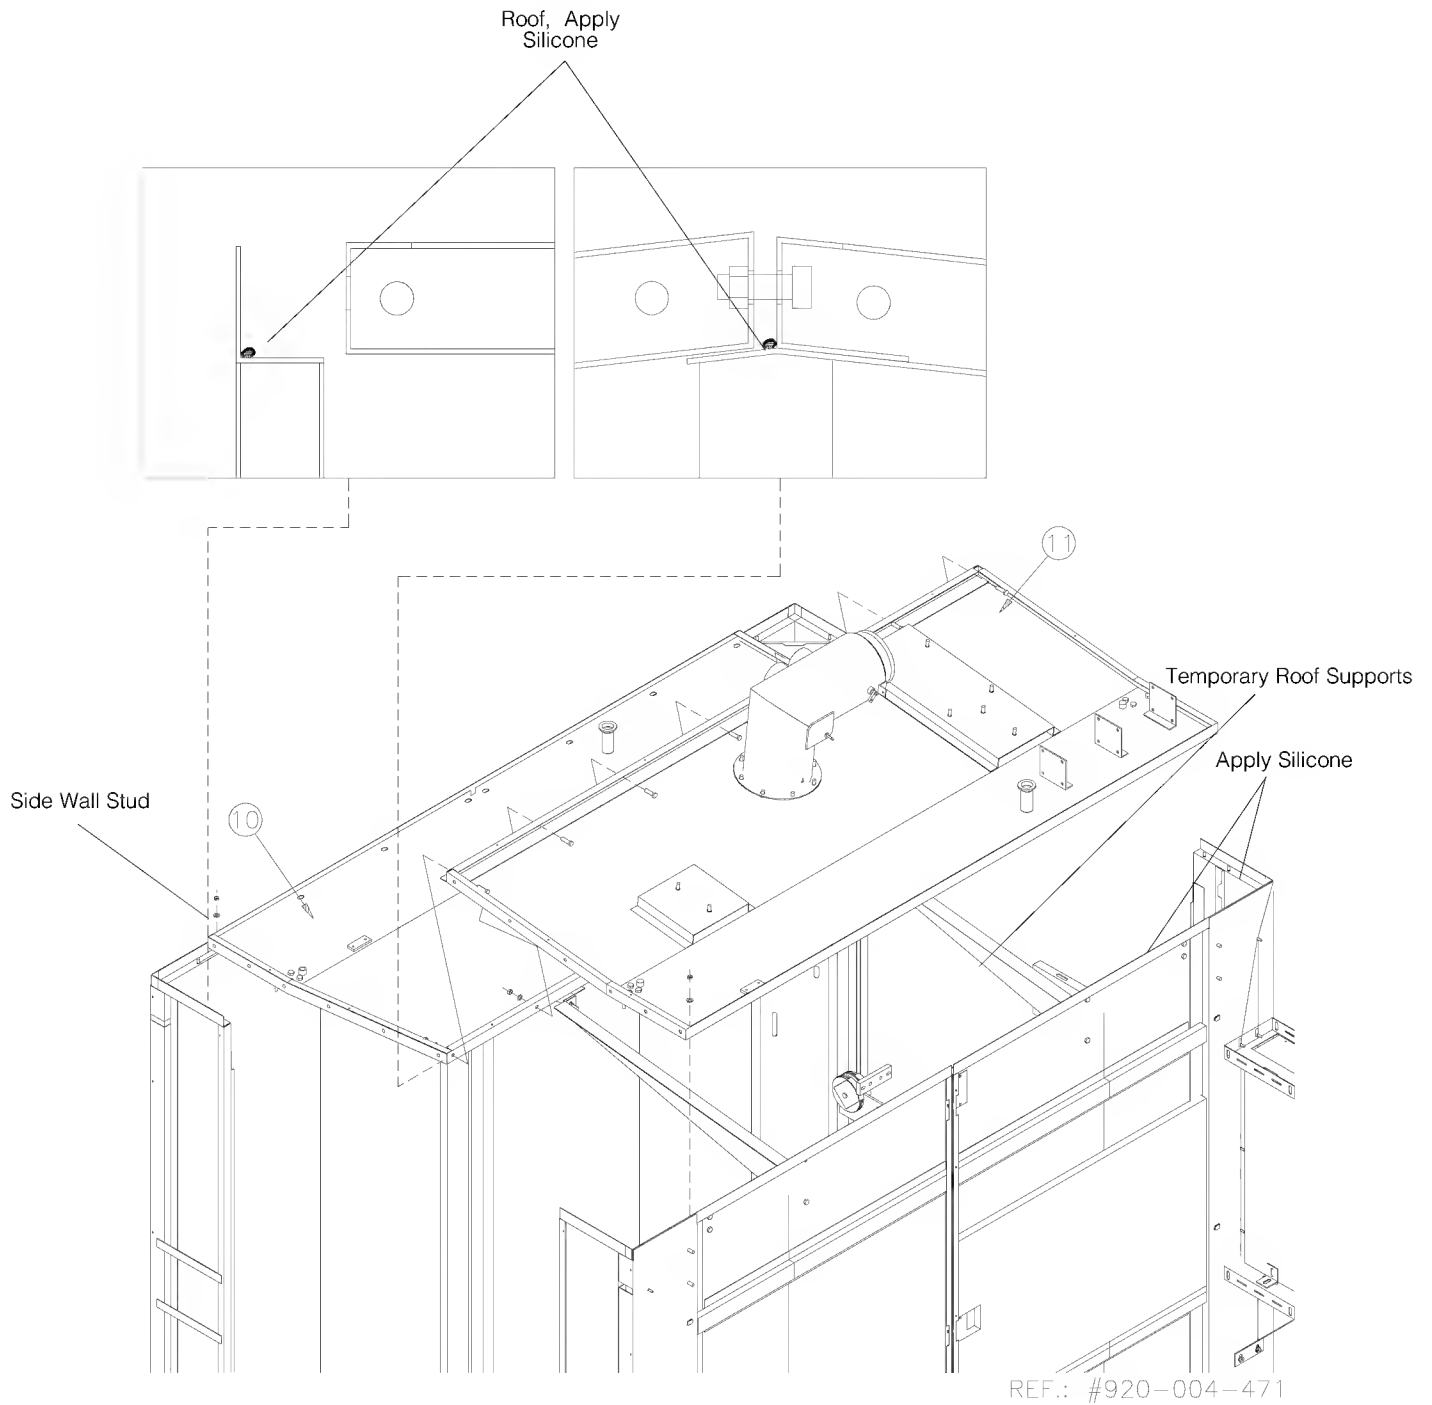 Roof, Apply
Silicone
11
Temporary Roof Supports
Apply Silicone
Side Wall Stud
10
REF.: #920-004-471